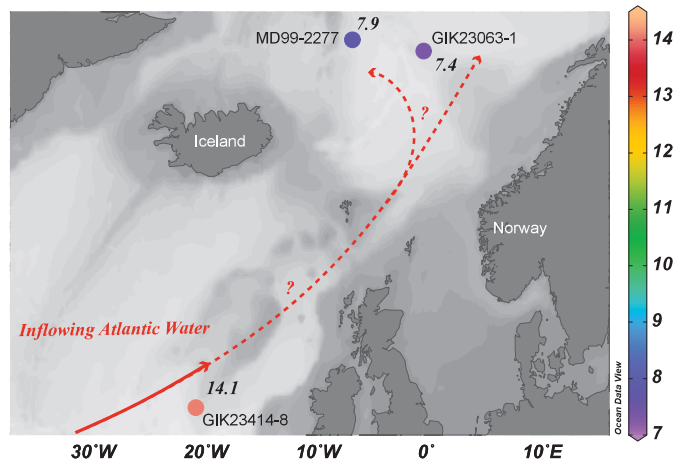 7.9
MD99-2277
GIK23063-1
7.4
?
Iceland
Norway
?
Inflowing Atlantic Water
14.1
GIK23414-8
30°W
20°W
10°W
0°
10°E
14
13
12
11
10
9
8
7
Ocean Data View